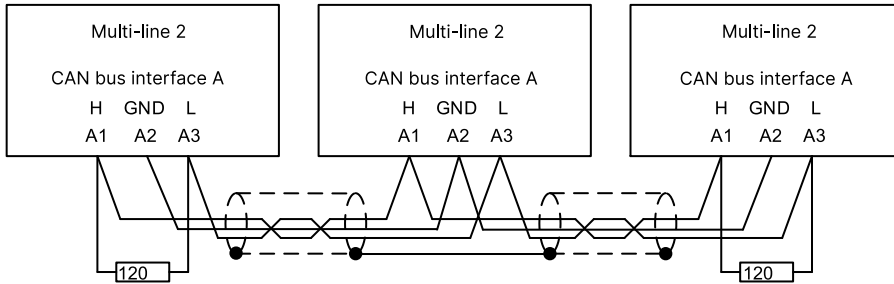 Multi-line 2
CAN bus interface A
H GND L
A1 A2 A3
120
Multi-line 2
CAN bus interface A
H GND L
A1 A2 A3
Multi-line 2
CAN bus interface A
H GND L
A1 A2 A3
120